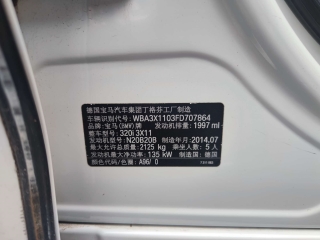 德国宝马汽车集团丁格芬工厂制造
车辆识别代号: WBA3X1103FD707864
品牌: 宝马(BMW)牌 发动机排量: 1997 ml
整车型号: 320i 3X11
发动机型号: N20B20B 制造年月: 2014.07
最大允许总质量: 2125 kg 乘坐人数: 5人
发动机最大净功率: 135 kW 制造国: 德国
颜色代码/色漆: A96/ 0